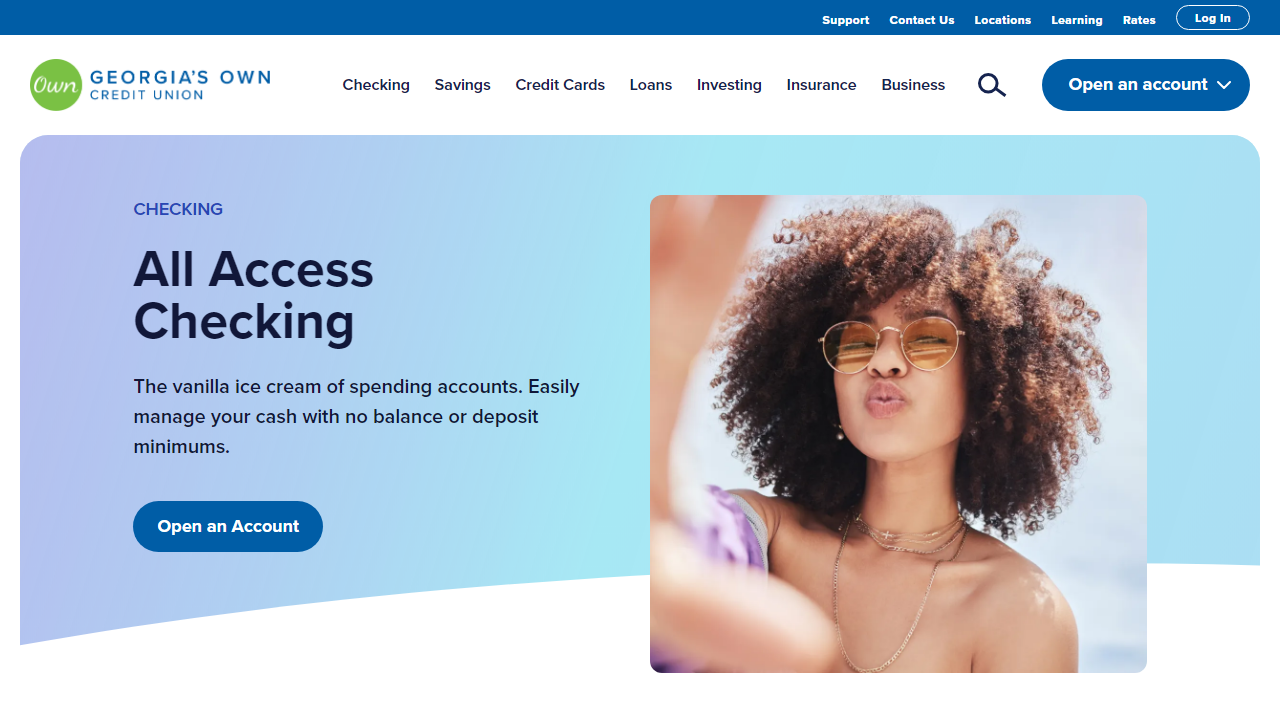 Support Contact Us Locations Learning Rates Log In
Own GEORGIA'S OWN
CREDIT UNION
Checking Savings Credit Cards Loans Investing Insurance Business Open an account
CHECKING
All Access
Checking
The vanilla ice cream of spending accounts. Easily
manage your cash with no balance or deposit
minimums.
Open an Account